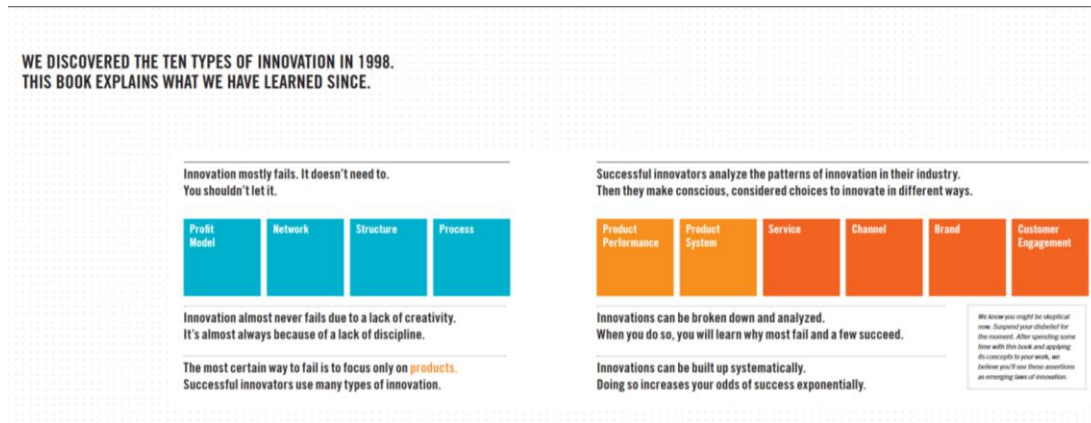 WE DISCOVERED THE TEN TYPES OF INNOVATION IN 1998.
THIS BOOK EXPLAINS WHAT WE HAVE LEARNED SINCE.
Innovation mostly fails. It doesn't need to.
You shouldn't let it.
Profit
Model
Network
Structure
Process
Innovation almost never fails due to a lack of creativity.
It's almost always because of a lack of discipline.
The most certain way to fail is to focus only on products.
Successful innovators use many types of innovation.
Successful innovators analyze the patterns of innovation in their industry.
Then they make conscious, considered choices to innovate in different ways.
Product
Performance
Product
System
Service
Channel
Brand
Customer
Engagement
Innovations can be broken down and analyzed.
When you do so, you will learn why most fail and a few succeed.
Innovations can be built up systematically.
Doing so increases your odds of success exponentially.
We know you might be skeptical
now. Suspend your disbelief for
the moment. After spending some
time with this book and applying
its concepts to your work, we
believe you'll see these assertions
as emerging laws of innovation.